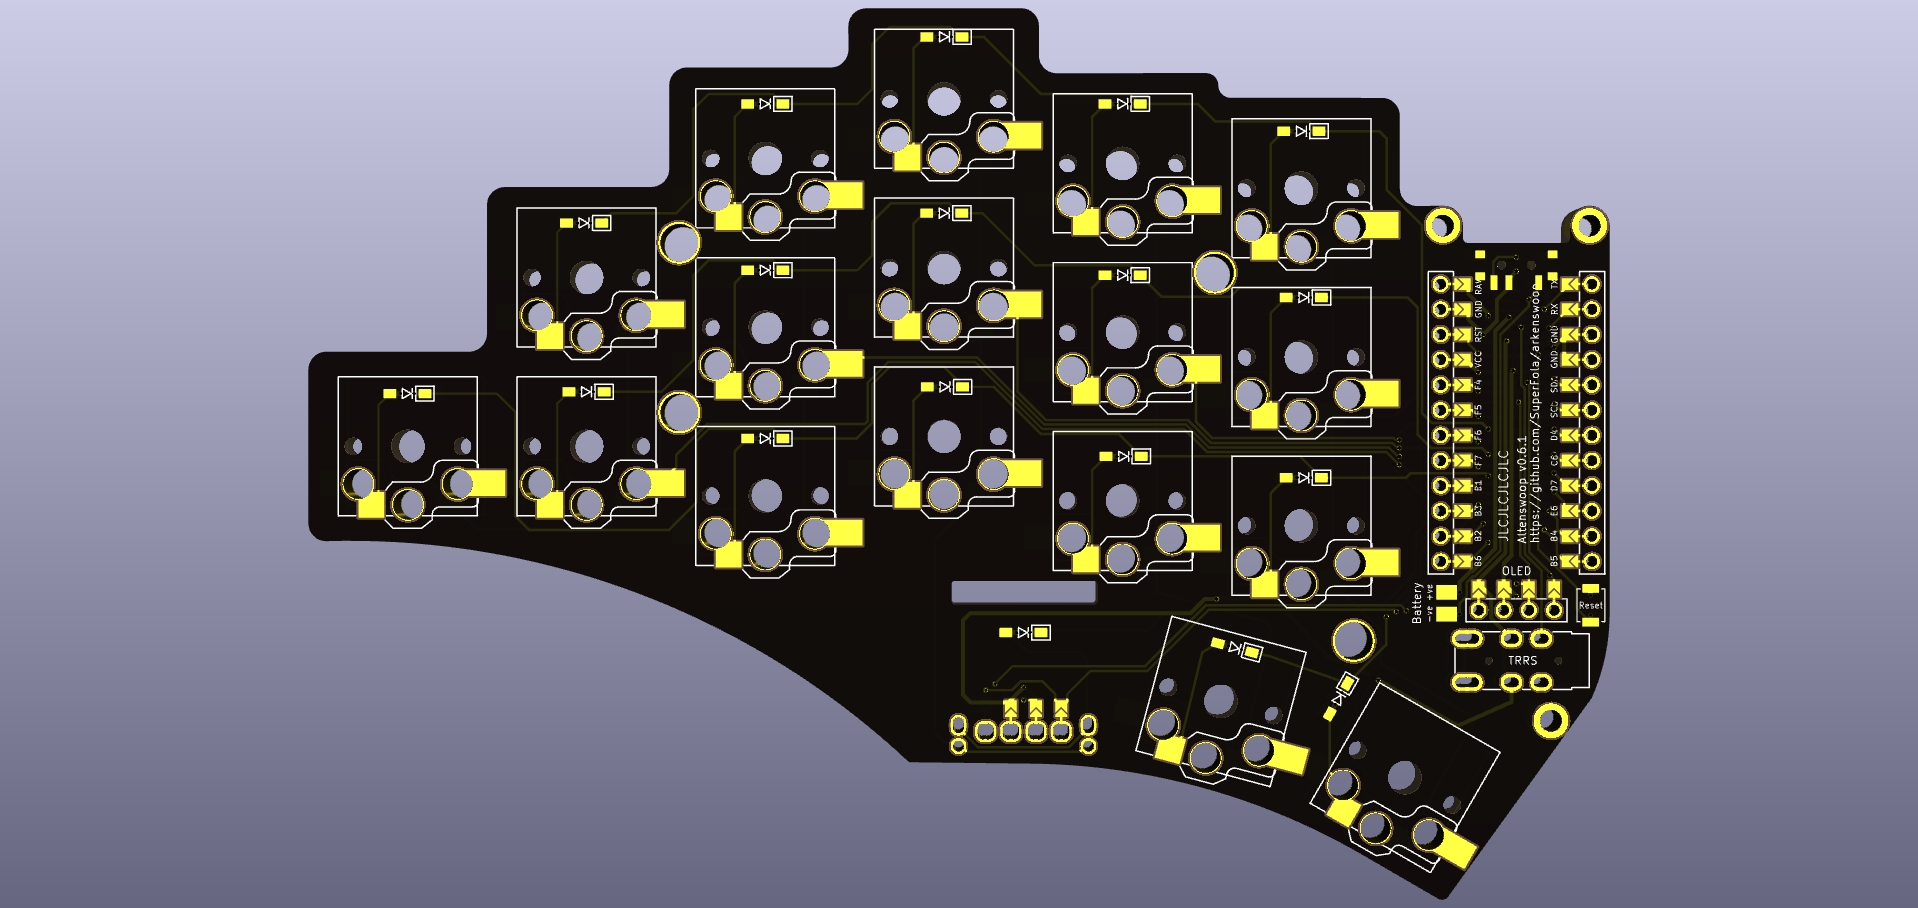 RAW
GND
RST
VCC
F4
F5
F6
F7
B1
B3
B2
B6
TX
RX
GND
GND
SDA
SCL
D4
C6
D7
E6
B4
B5
JLCJLCJLCJLC
Attenswoop v0.6.1
https://github.com/SuperFola/arkenswoop
OLED
Battery
-ve +ve
Reset
TRRS